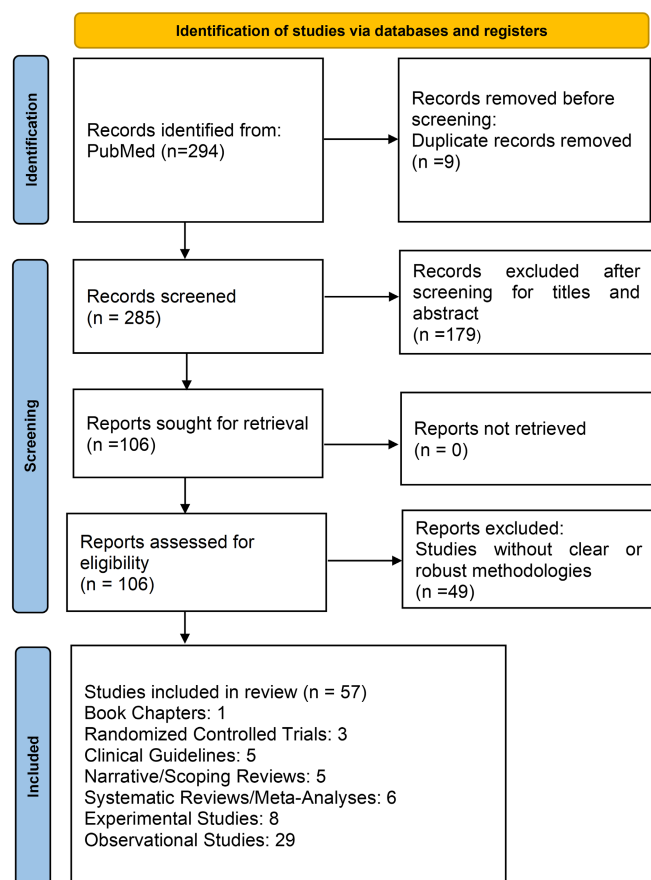 Identification of studies via databases and registers
Identification
Records identified from:
PubMed (n=294)
Records removed before
screening:
Duplicate records removed
(n =9)
Screening
Records screened
(n = 285)
Records excluded after
screening for titles and
abstract
(n =179)
Reports sought for retrieval
(n =106)
Reports not retrieved
(n = 0)
Reports assessed for
eligibility
(n = 106)
Reports excluded:
Studies without clear or
robust methodologies
(n =49)
Included
Studies included in review (n = 57)
Book Chapters: 1
Randomized Controlled Trials: 3
Clinical Guidelines: 5
Narrative/Scoping Reviews: 5
Systematic Reviews/Meta-Analyses: 6
Experimental Studies: 8
Observational Studies: 29